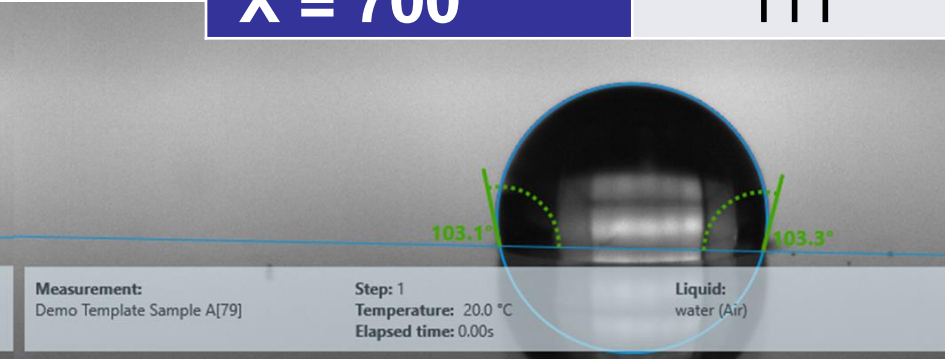 X = 700
103.1°
103.3°
Measurement:
Demo Template Sample A[79]
Step: 1
Temperature: 20.0 °C
Elapsed time: 0.00s
Liquid:
water (Air)